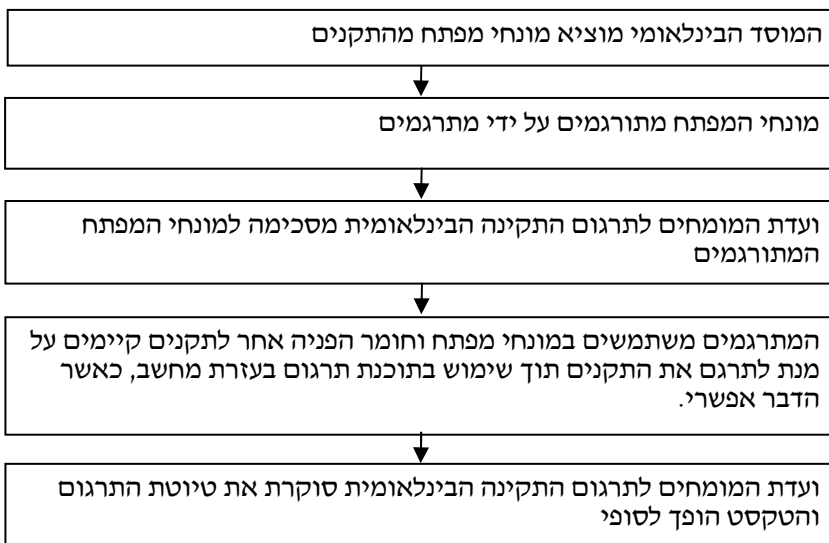 המוסד הבינלאומי מוציא מונחי מפתח מהתקנים
מונחי המפתח מתורגמים על ידי מתרגמים
ועדת המומחים לתרגום התקינה הבינלאומית מסכימה למונחי המפתח
המתורגמים
המתרגמים משתמשים במונחי מפתח וחומר הפניה אחר לתקנים קיימים על
מנת לתרגם את התקנים תוך שימוש בתוכנת תרגום בעזרת מחשב, כאשר
הדבר אפשרי.
ועדת המומחים לתרגום התקינה הבינלאומית סוקרת את טיוטת התרגום
והטקסט הופך לסופי